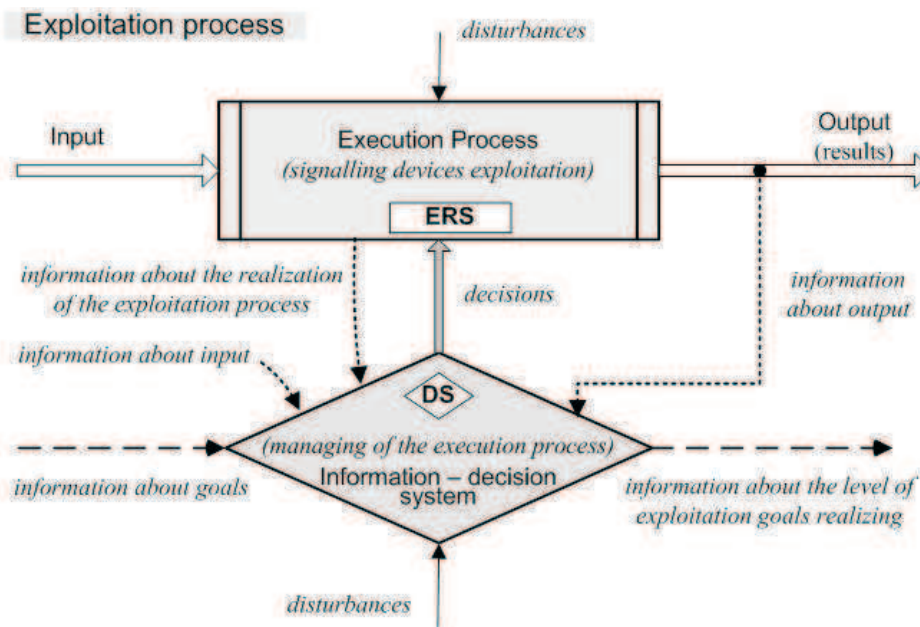 Exploitation process
disturbances
Input
Execution Process
(signalling devices exploitation)
ERS
Output
(results)
information about the realization
of the exploitation process
decisions
information
about output
information about input
DS
(managing of the execution process)
Information – decision
system
information about goals
information about the level of
exploitation goals realizing
disturbances